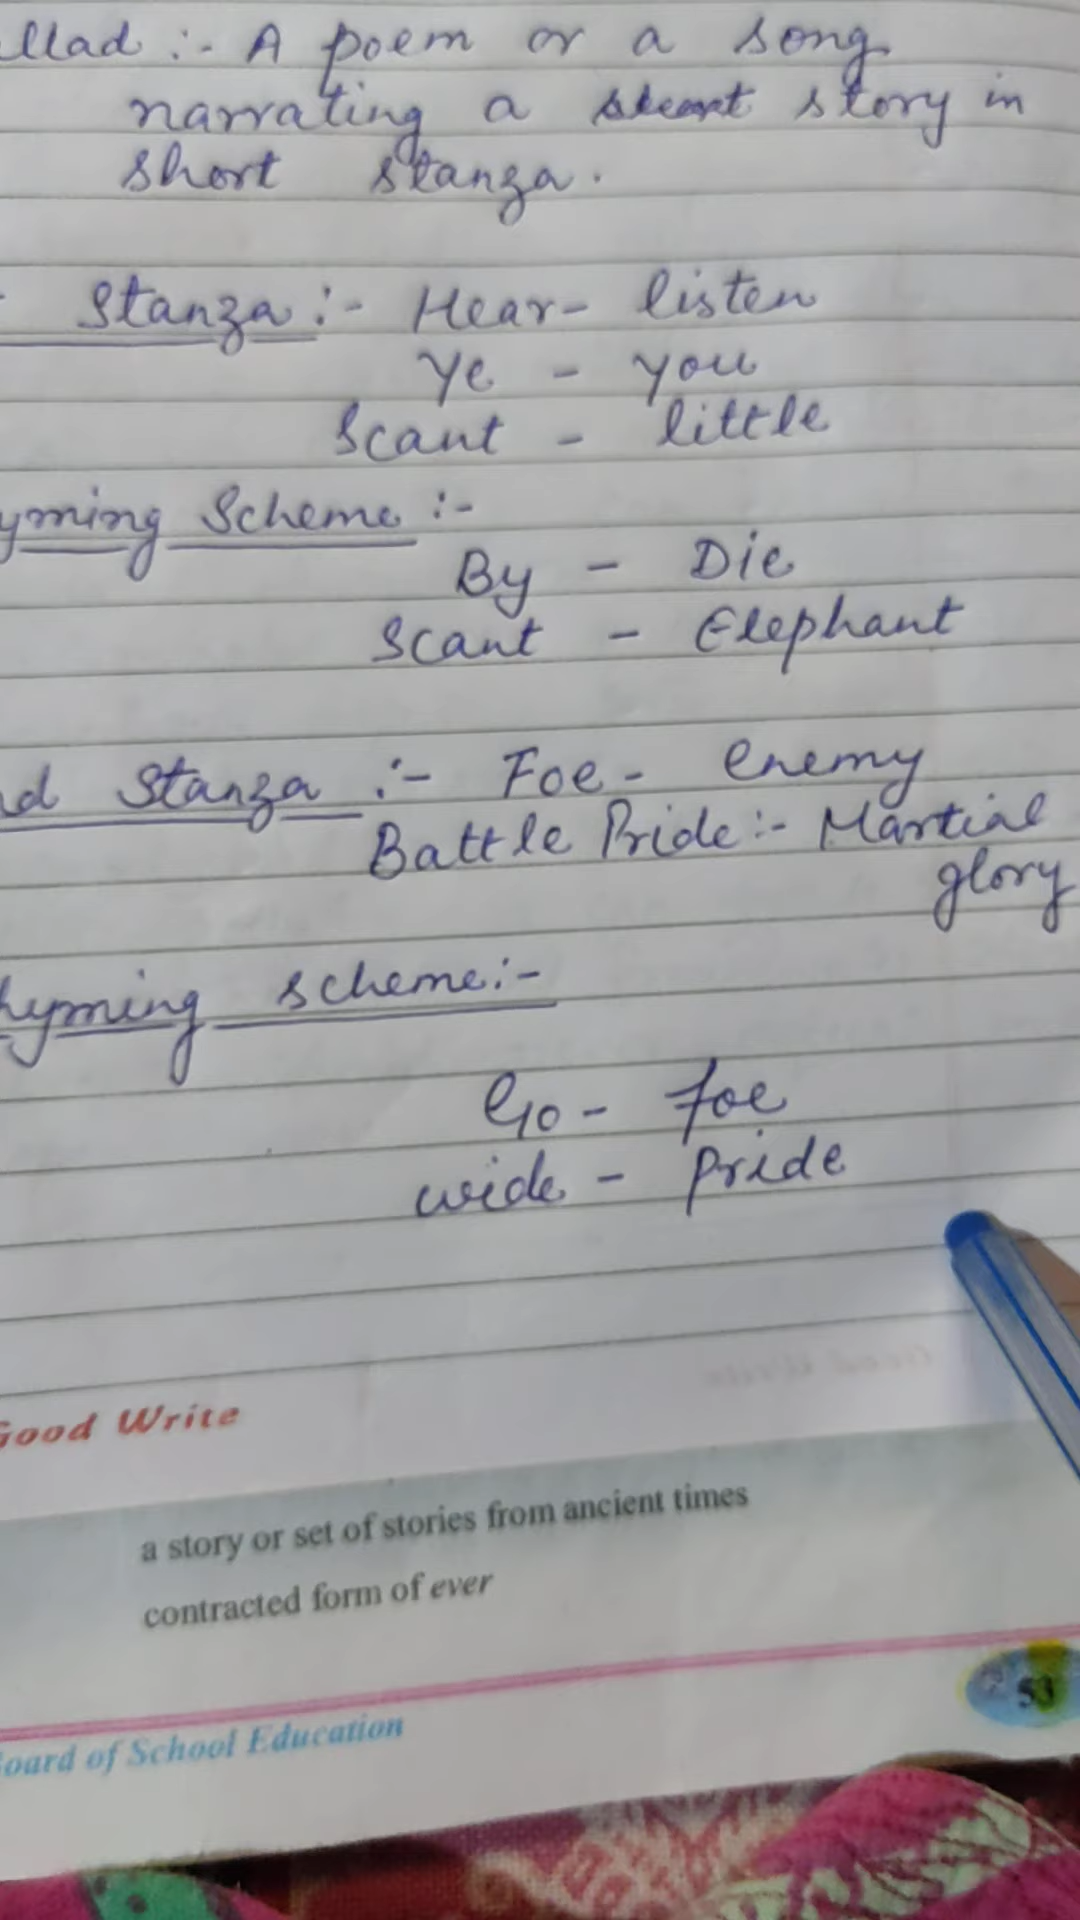 llad :- A poem or a song
narrating a story in
short stanza.
Stanza :- Hear- listen
Ye - you
Scant - little
yming Scheme :-
By - Die
Scant - Elephant
nd Stanza :- Foe - enemy
Battle Pride :- Martial
glory
hyming scheme :-
Go - foe
wide - pride
Good Write
a story or set of stories from ancient times
contracted form of ever
oard of School Education
53